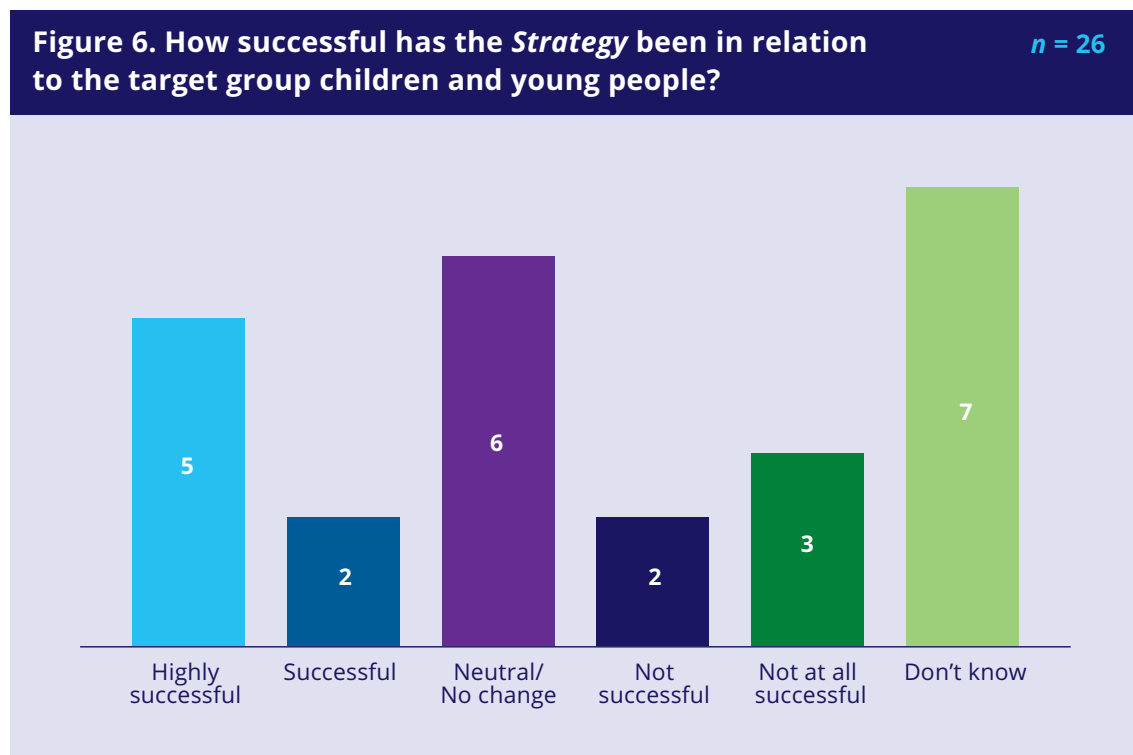 Figure 6. How successful has the Strategy been in relation
to the target group children and young people?
n = 26
5
2
6
2
3
7
Highly
successful
Successful
Neutral/
No change
Not
successful
Not at all
successful
Don’t know